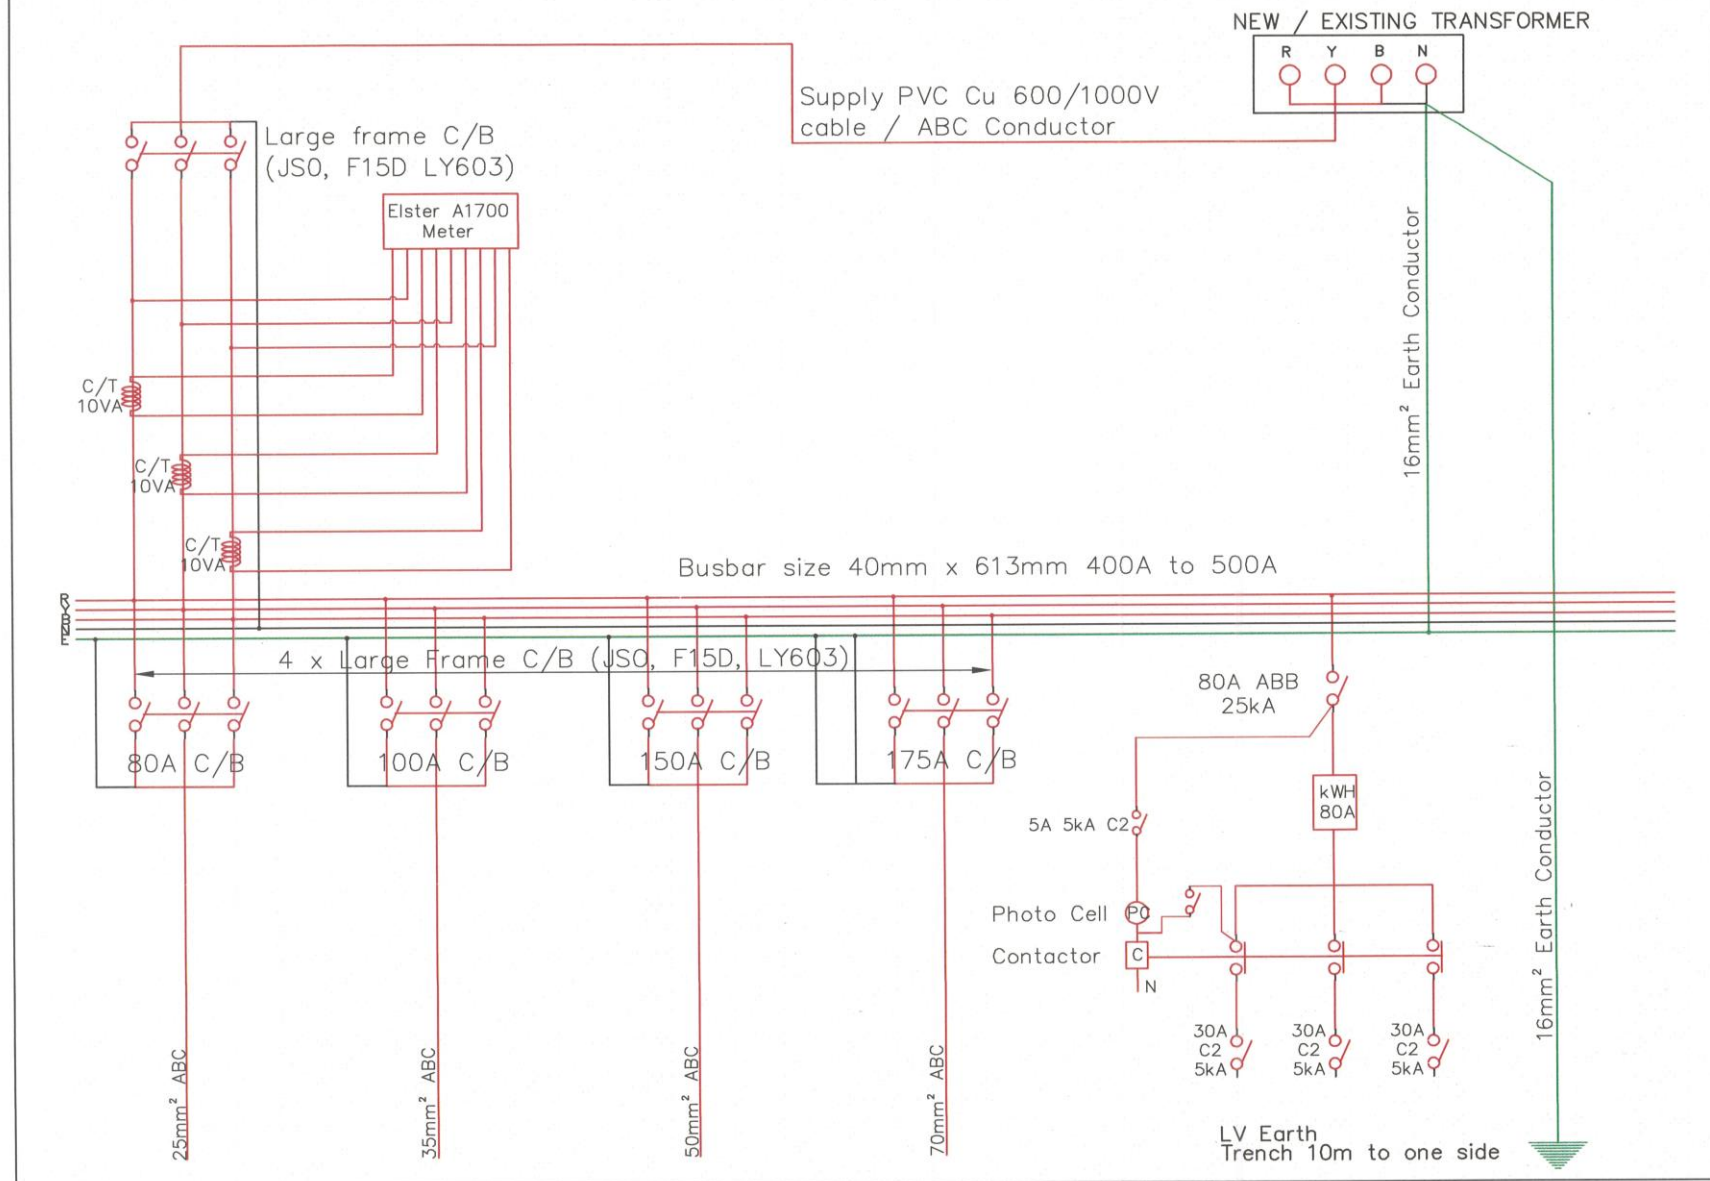 NEW / EXISTING TRANSFORMER
R Y B N
Supply PVC Cu 600/1000V
cable / ABC Conductor
Large frame C/B
(JSO, F15D LY603)
Elster A1700
Meter
16mm² Earth Conductor
C/T
10VA
C/T
10VA
C/T
10VA
Busbar size 40mm x 613mm 400A to 500A
R
Y
B
N
E
4 x Large Frame C/B (JSO, F15D, LY603)
80A ABB
25kA
80A C/B
100A C/B
150A C/B
175A C/B
kWH
80A
5A 5kA C2
16mm² Earth Conductor
Photo Cell
PC
Contactor
C
N
30A
C2
5kA
30A
C2
5kA
30A
C2
5kA
25mm² ABC
35mm² ABC
50mm² ABC
70mm² ABC
LV Earth
Trench 10m to one side